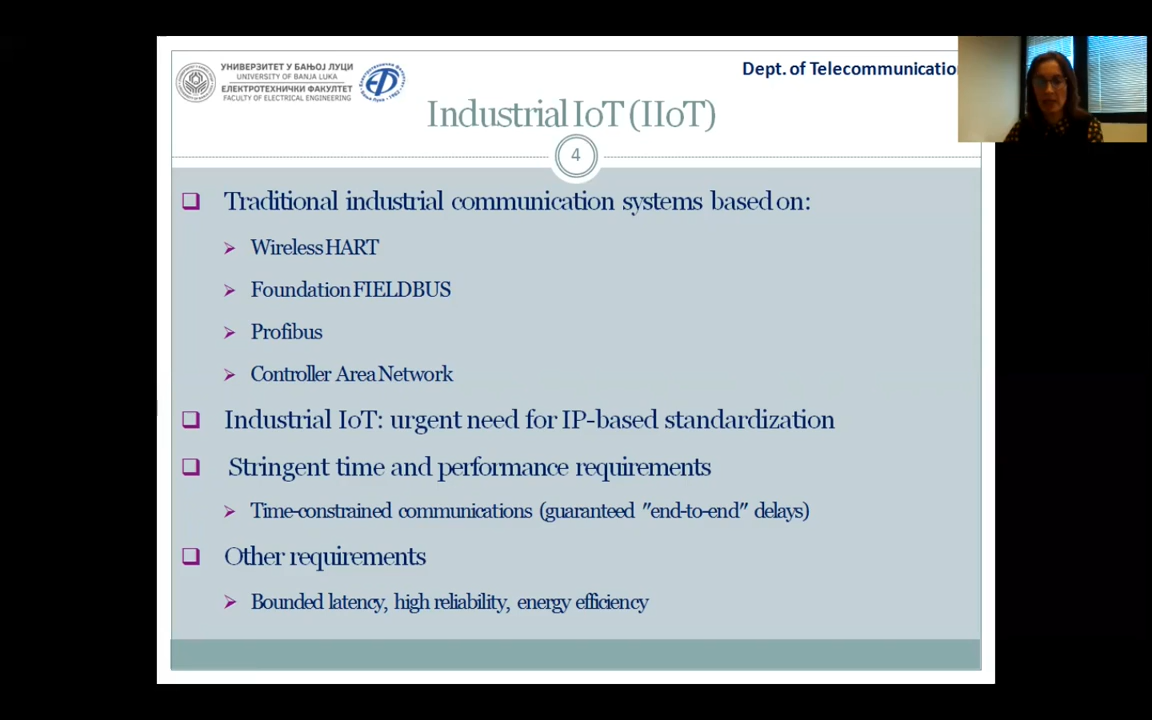 УНИВЕРЗИТЕТ У БАЊОЈ ЛУЦИ
UNIVERSITY OF BANJA LUKA
ЕЛЕКТРОТЕХНИЧКИ ФАКУЛТЕТ
FACULTY OF ELECTRICAL ENGINEERING
Dept. of Telecommunicatio
Industrial IoT (IIoT)
4
Traditional industrial communication systems based on:
WirelessHART
Foundation FIELDBUS
Profibus
Controller Area Network
Industrial IoT: urgent need for IP-based standardization
Stringent time and performance requirements
Time-constrained communications (guaranteed "end-to-end" delays)
Other requirements
Bounded latency, high reliability, energy efficiency